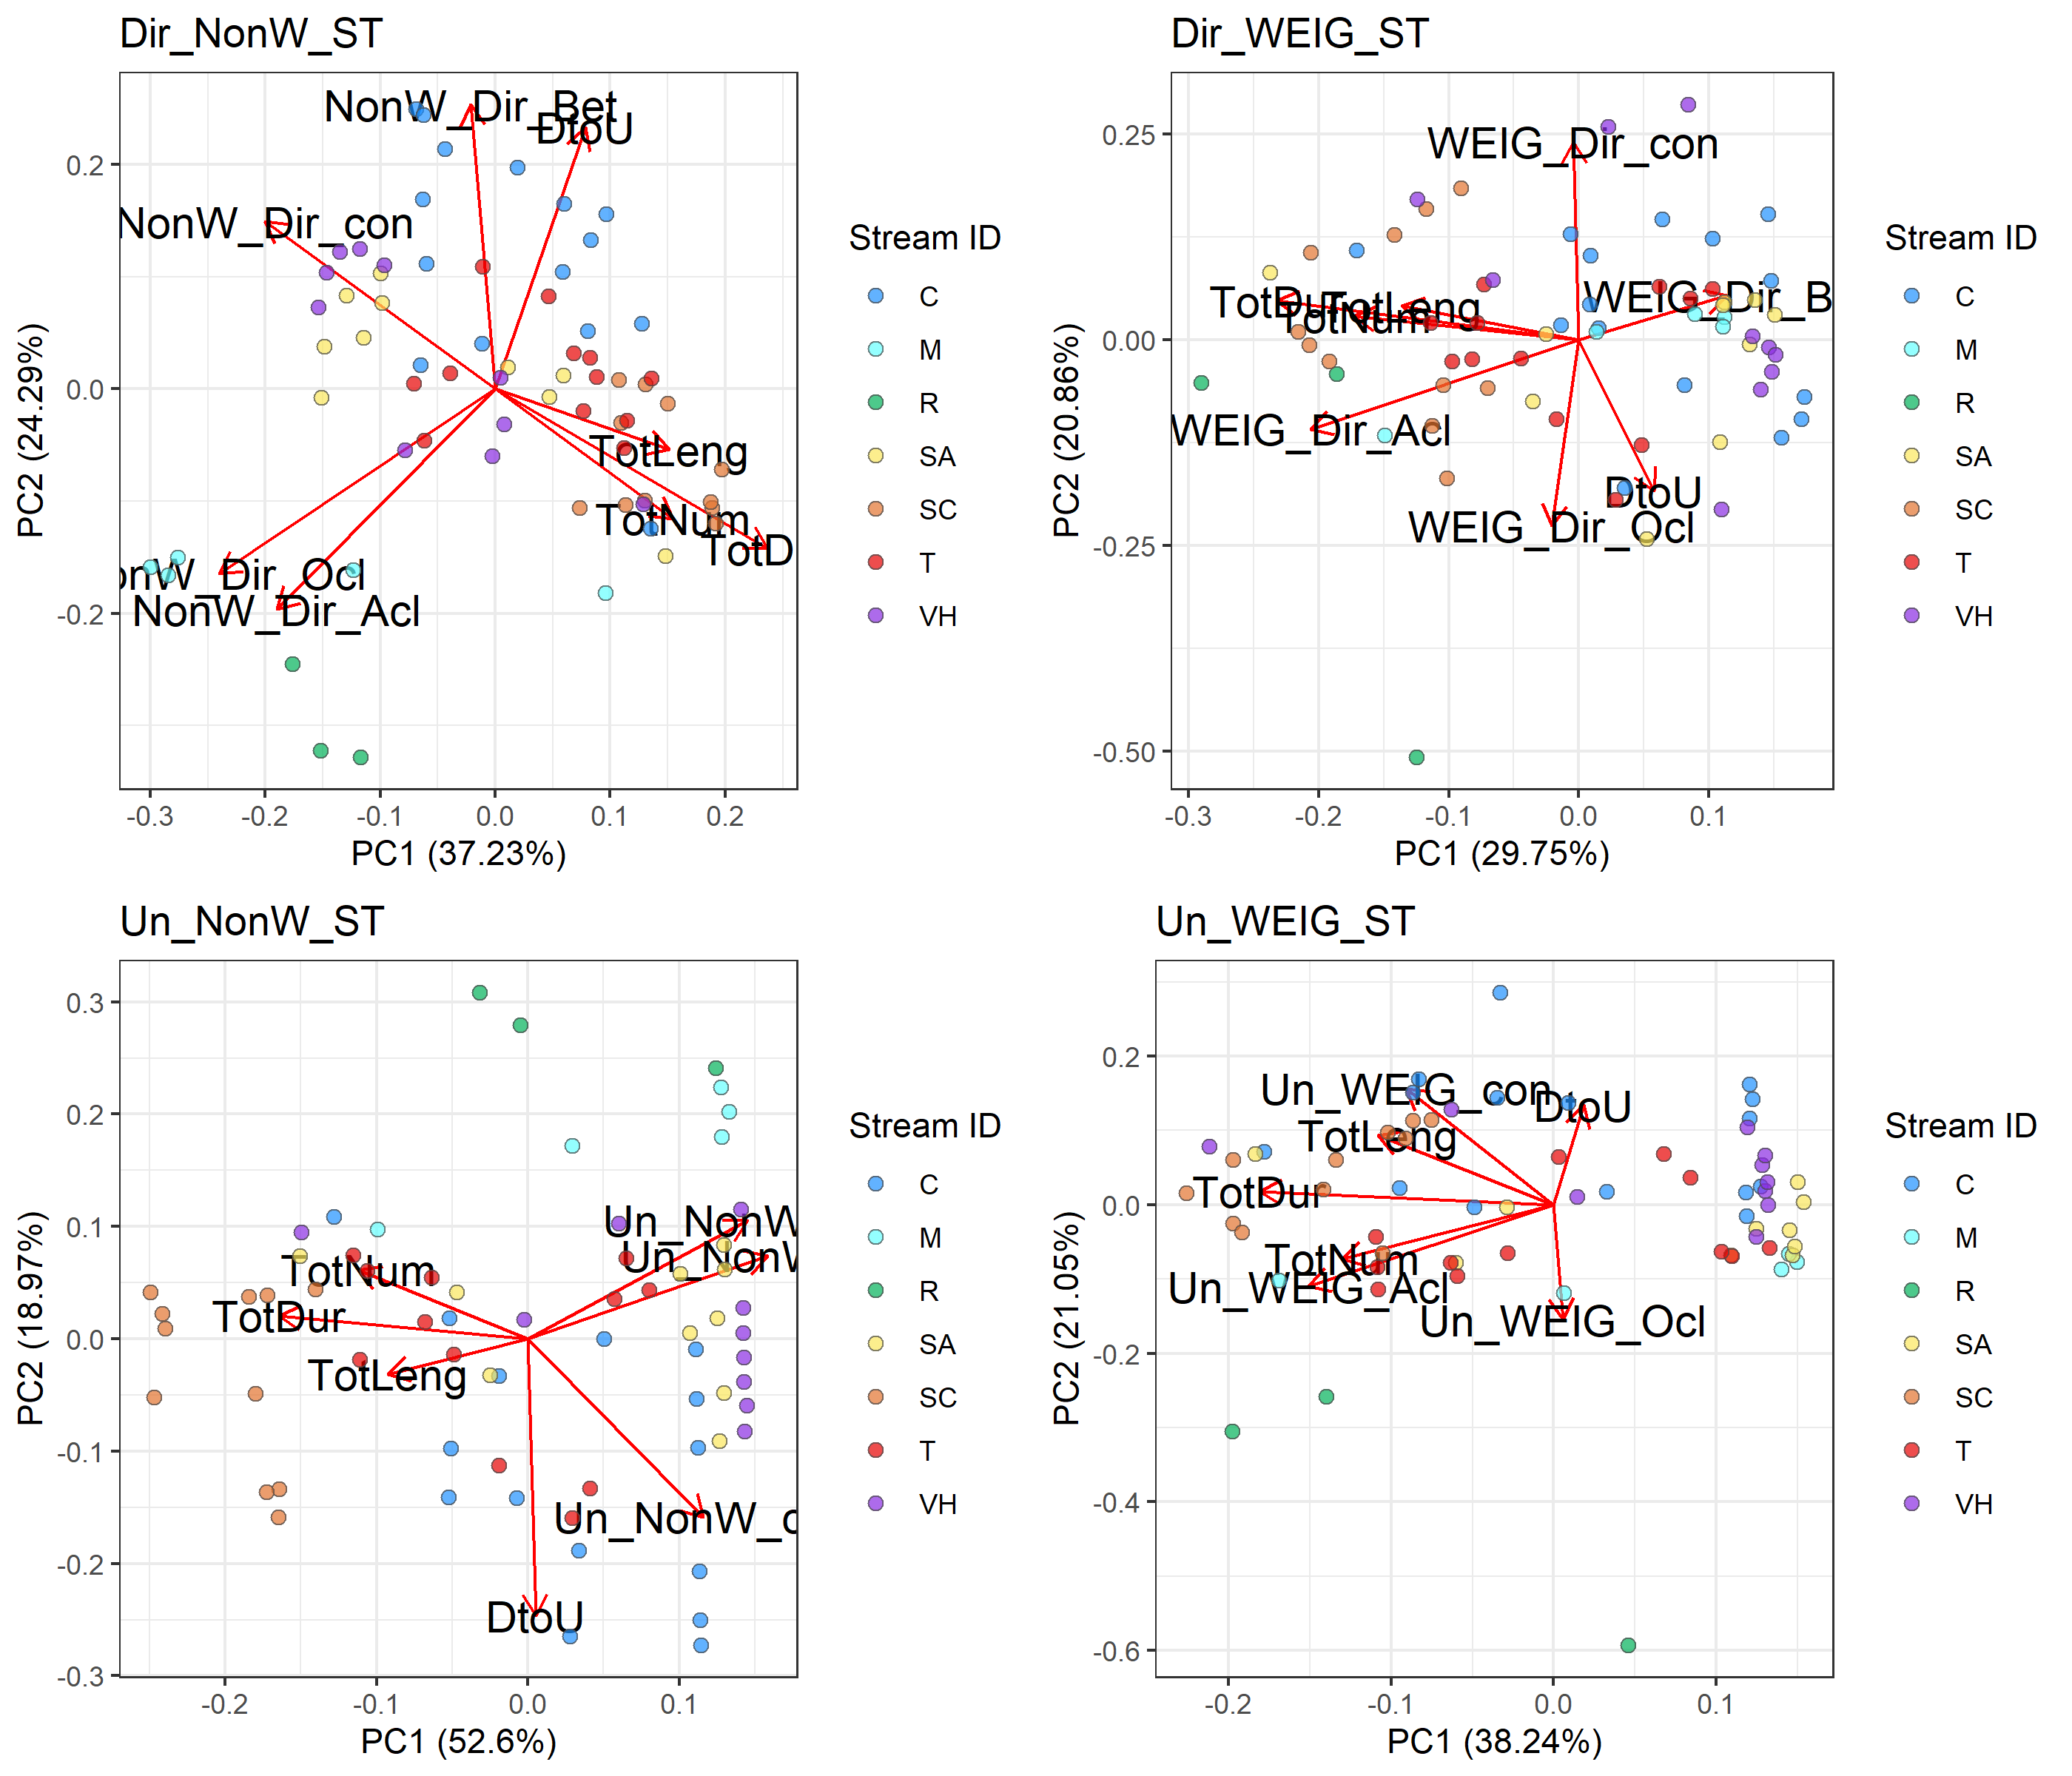 Dir_NonW_ST
NonW_Dir_Bet
DtoU
NonW_Dir_con
TotLeng
TotNum
TotD
onW_Dir_Ocl
NonW_Dir_Acl
0.2
0.0
-0.2
-0.3
-0.2
-0.1
0.0
0.1
0.2
PC1 (37.23%)
PC2 (24.29%)
Stream ID
C
M
R
SA
SC
T
VH
Dir_WEIG_ST
WEIG_Dir_con
WEIG_Dir_B
TotDur
TotLeng
TotNum
WEIG_Dir_Acl
DtoU
WEIG_Dir_Ocl
0.25
0.00
-0.25
-0.50
-0.3
-0.2
-0.1
0.0
0.1
PC1 (29.75%)
PC2 (20.86%)
Stream ID
C
M
R
SA
SC
T
VH
Un_NonW_ST
Un_NonW
Un_NonW
TotNum
TotDur
TotLeng
Un_NonW_c
DtoU
0.3
0.2
0.1
0.0
-0.1
-0.2
-0.3
-0.2
-0.1
0.0
0.1
PC1 (52.6%)
PC2 (18.97%)
Stream ID
C
M
R
SA
SC
T
VH
Un_WEIG_ST
Un_WEIG_con
DtoU
TotLeng
TotDur
TotNum
Un_WEIG_Acl
Un_WEIG_Ocl
0.2
0.0
-0.2
-0.4
-0.6
-0.2
-0.1
0.0
0.1
PC1 (38.24%)
PC2 (21.05%)
Stream ID
C
M
R
SA
SC
T
VH